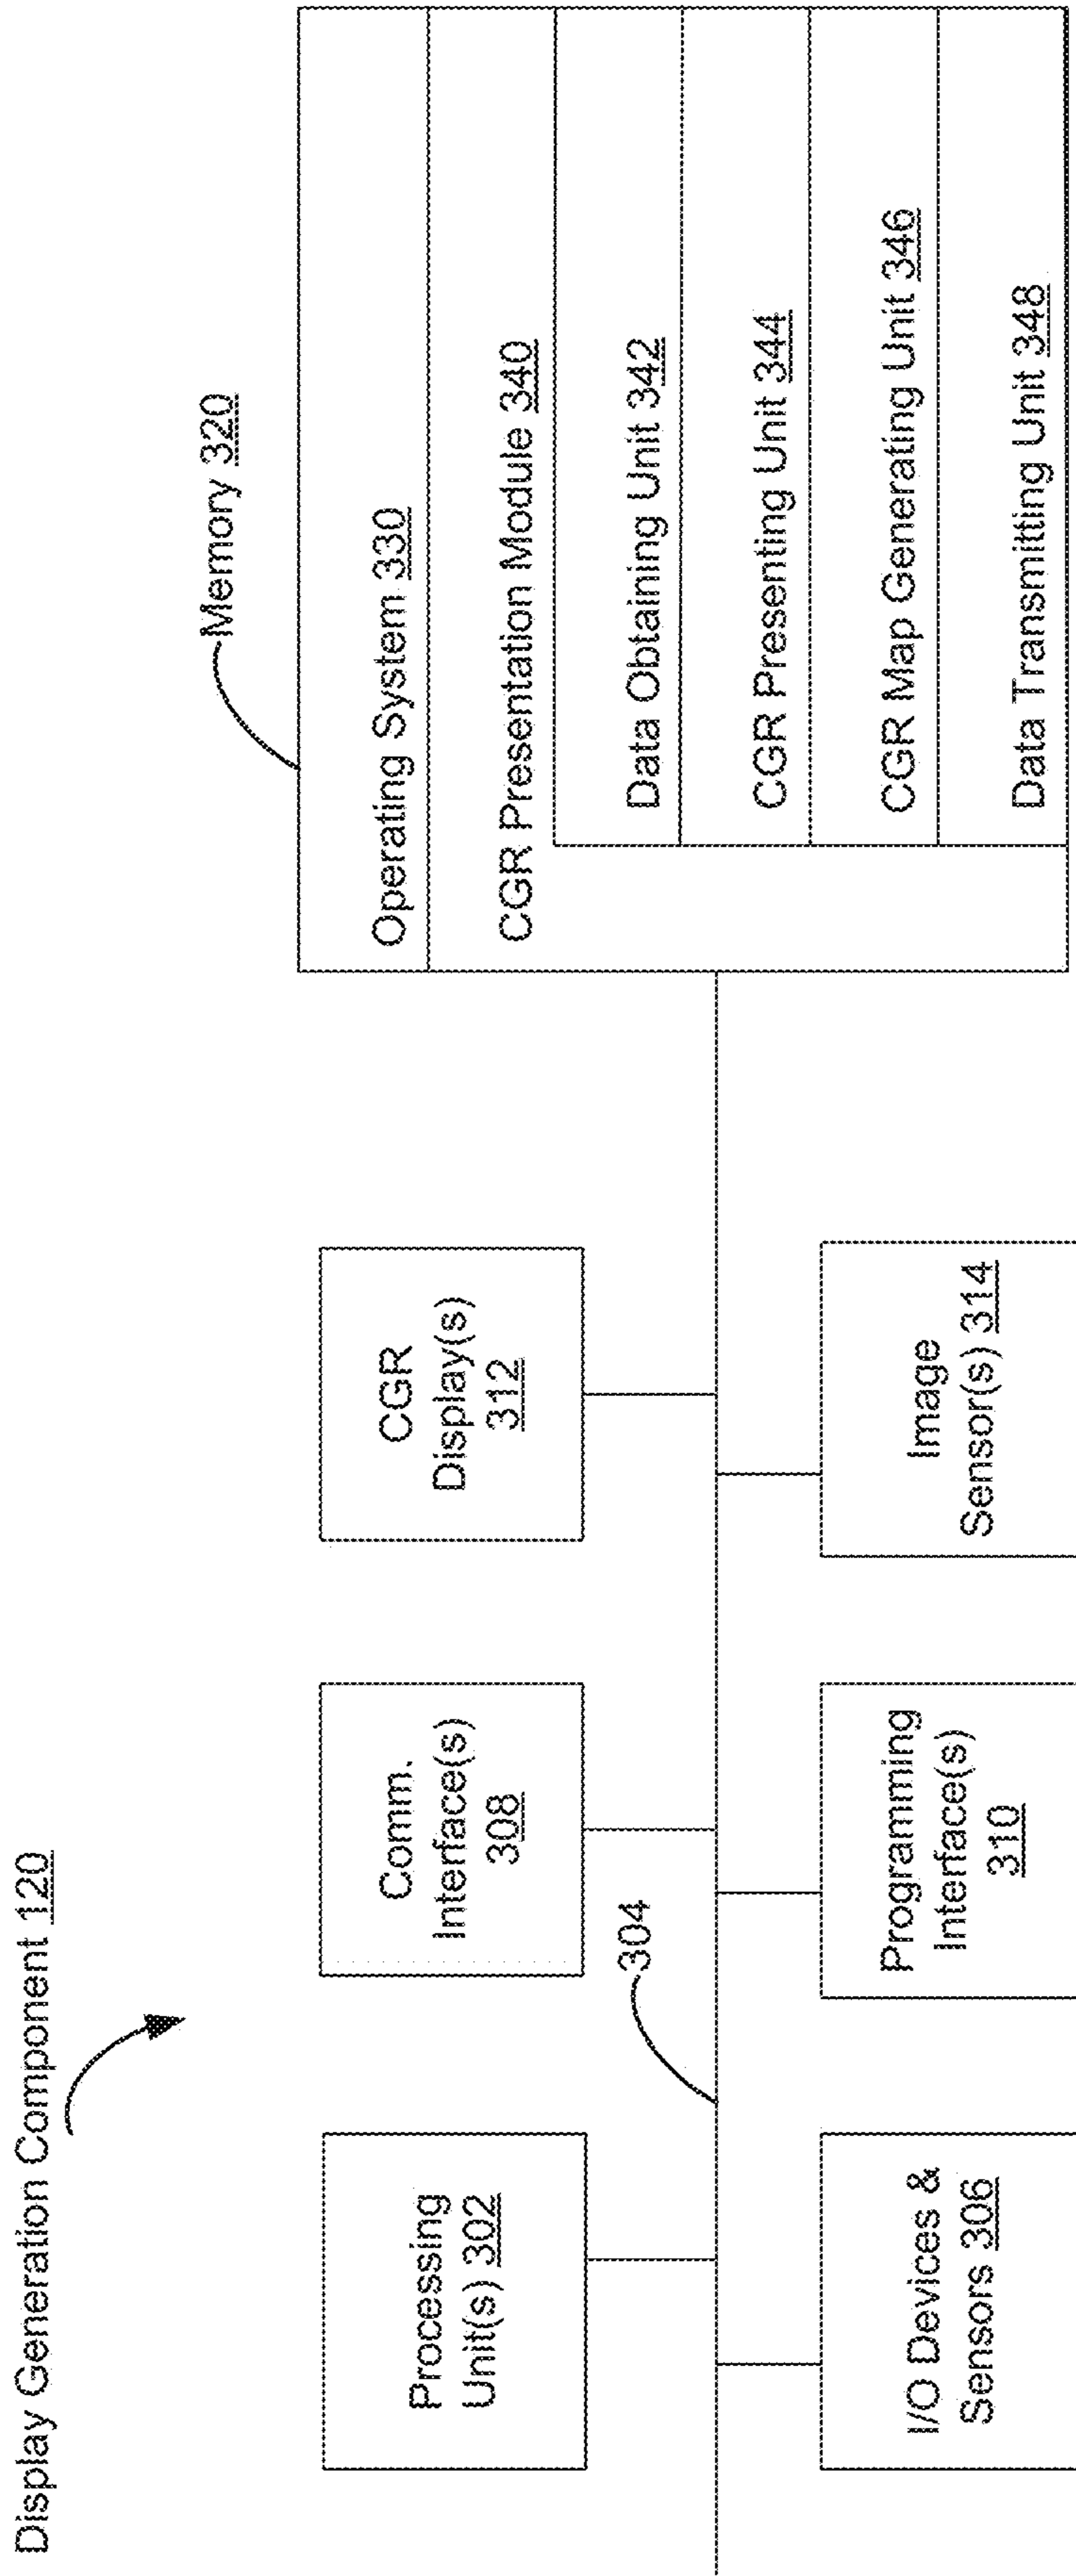 Display Generation Component 120
Processing
Unit(s) 302
Comm.
Interface(s)
308
CGR
Display(s)
312
304
I/O Devices &
Sensors 306
Programming
Interface(s)
310
Image
Sensor(s) 314
Memory 320
Operating System 330
CGR Presentation Module 340
Data Obtaining Unit 342
CGR Presenting Unit 344
CGR Map Generating Unit 346
Data Transmitting Unit 348